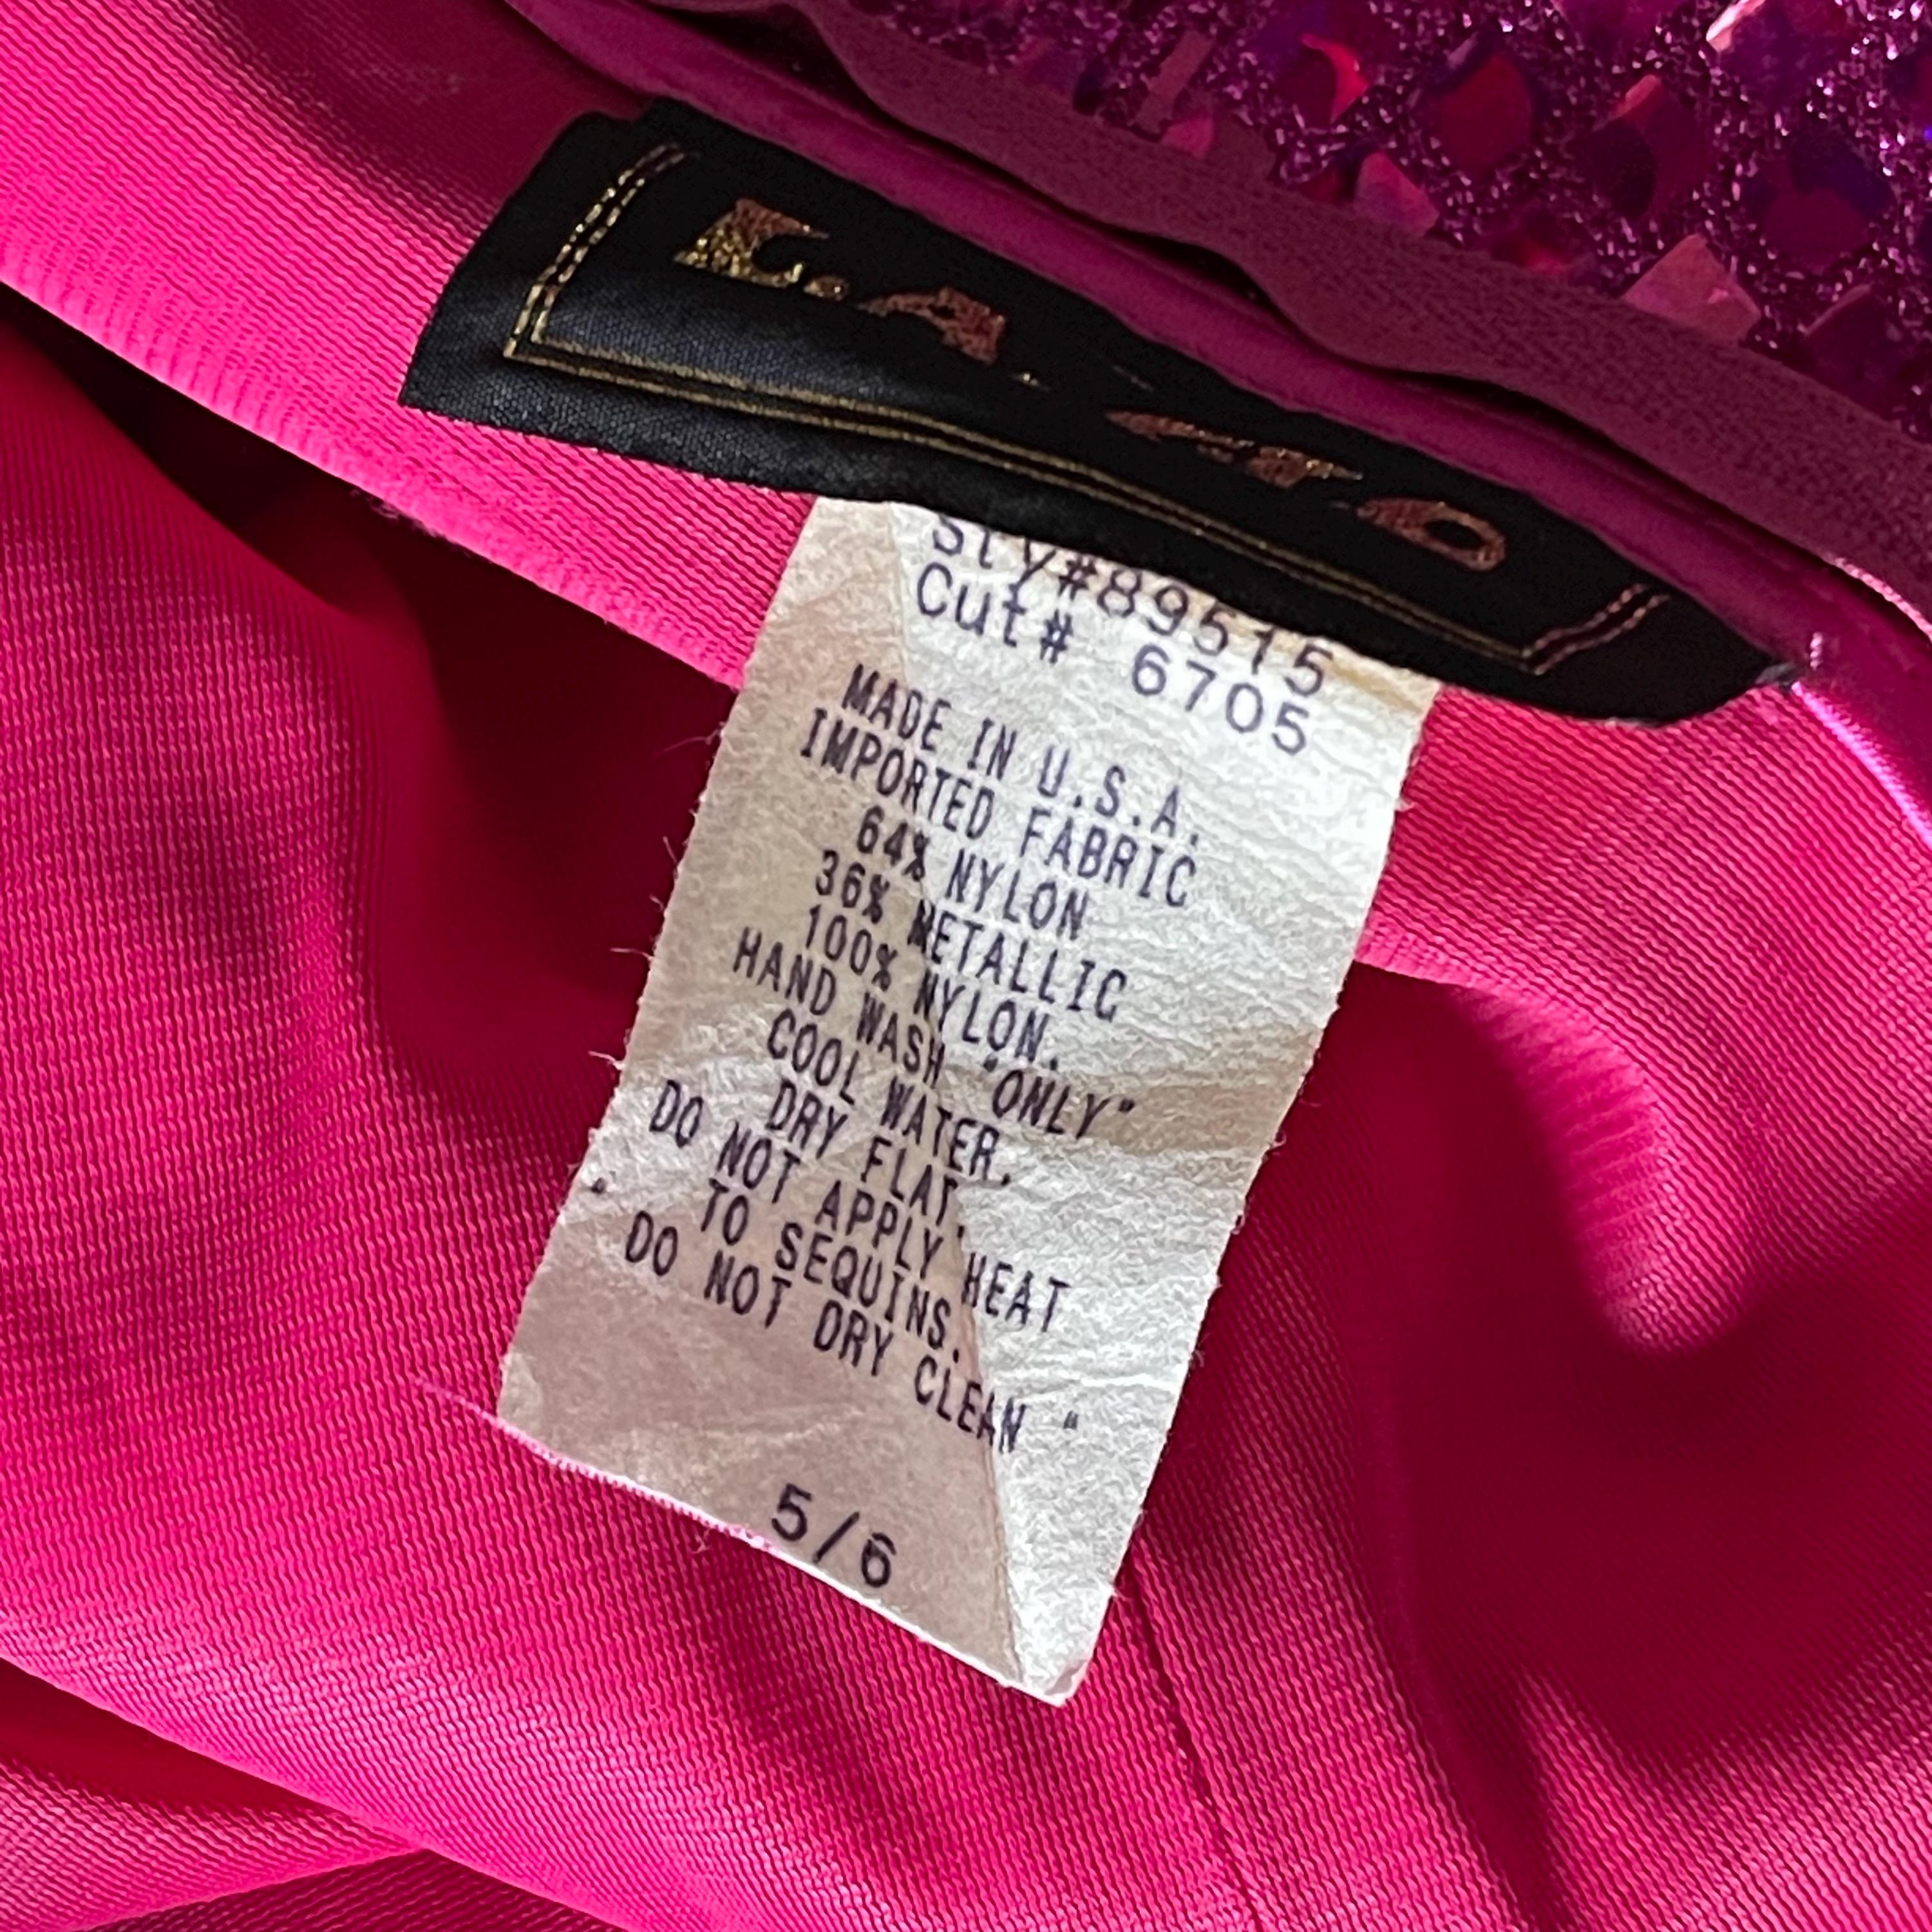 L.A.
Sty#89515
Cut# 6705
MADE IN U.S.A.
IMPORTED FABRIC
64% NYLON
36% METALLIC
100% NYLON.
HAND WASH "ONLY"
COOL WATER,
DRY FLAT.
DO NOT APPLY HEAT
TO SEQUINS.
" DO NOT DRY CLEAN "
5/6